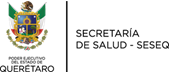 PODER EJECUTIVO
DEL ESTADO DE
QUERÉTARO
SECRETARÍA
DE SALUD - SESEQ